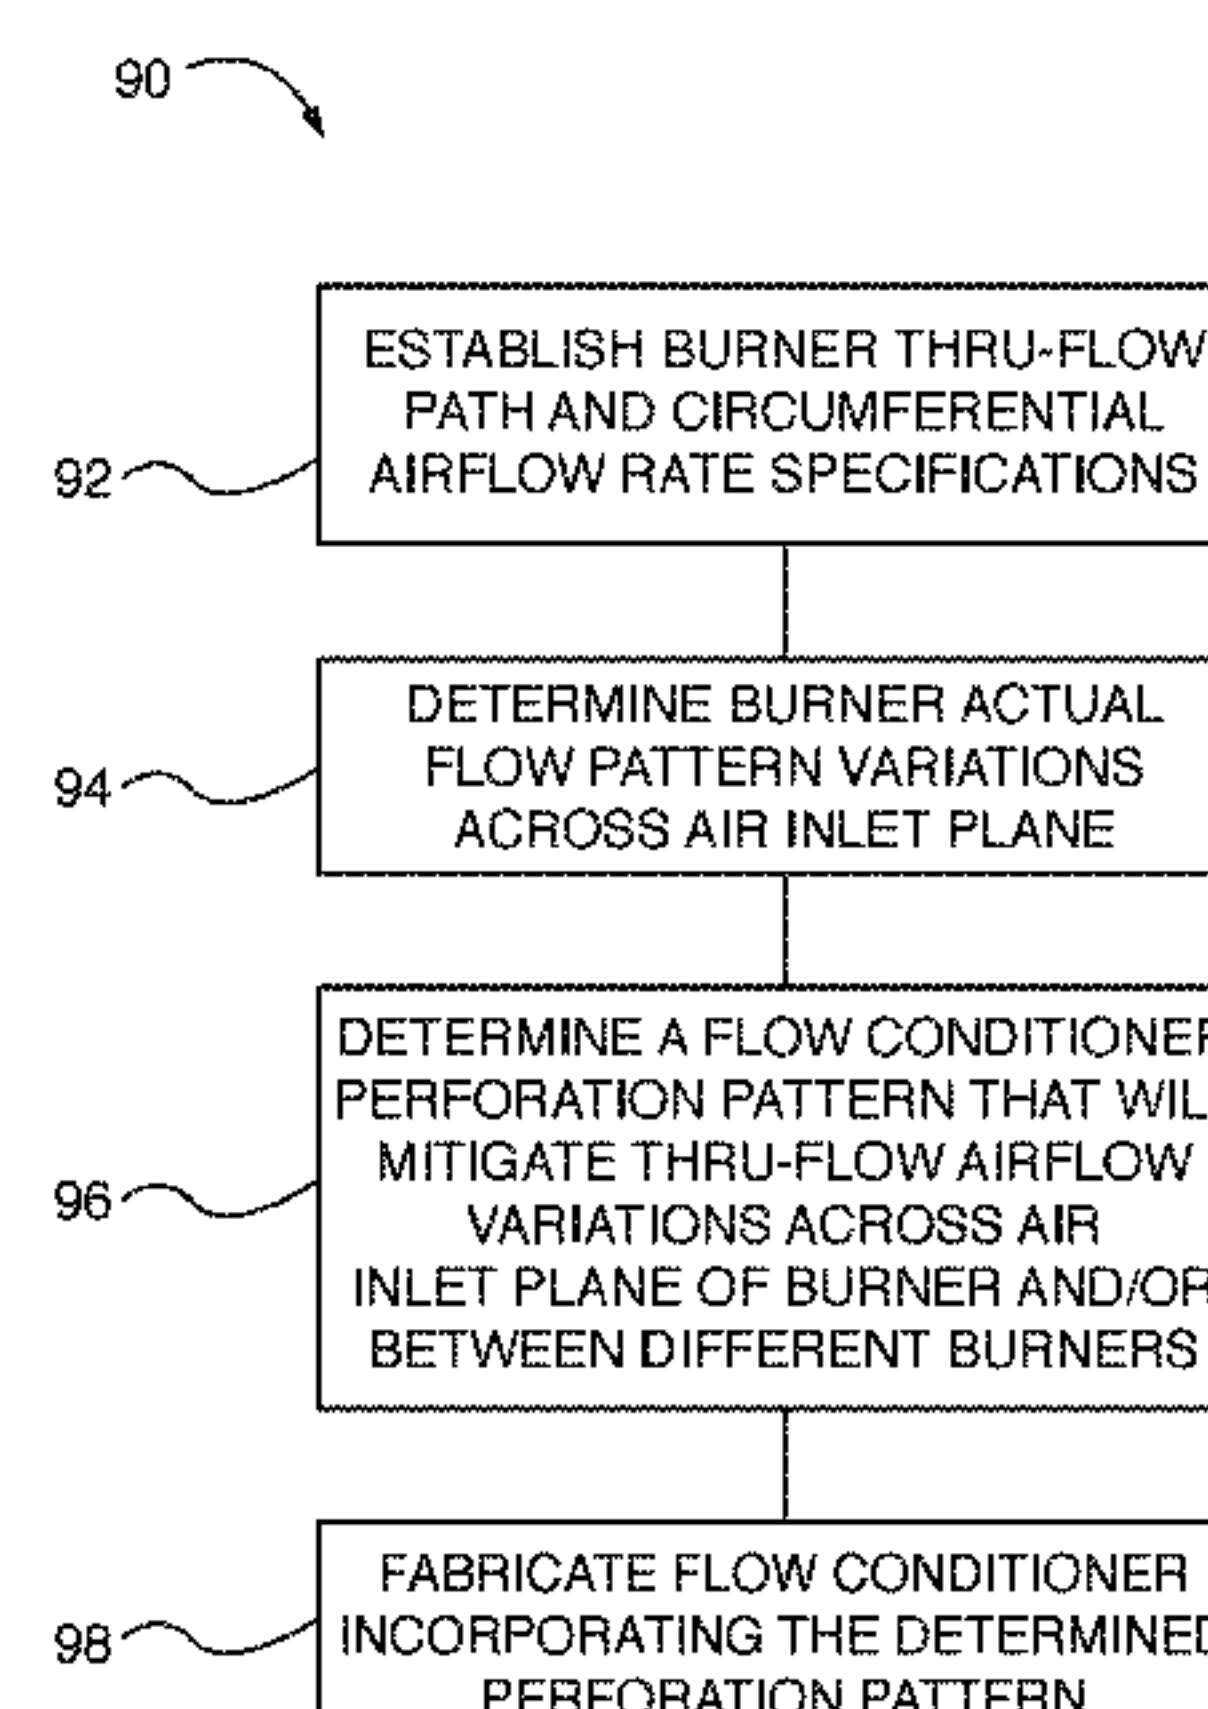 90
ESTABLISH BURNER THRU-FLOW
PATH AND CIRCUMFERENTIAL
AIRFLOW RATE SPECIFICATIONS
92
DETERMINE BURNER ACTUAL
FLOW PATTERN VARIATIONS
ACROSS AIR INLET PLANE
94
DETERMINE A FLOW CONDITIONER
PERFORATION PATTERN THAT WIL
MITIGATE THRU-FLOW AIRFLOW
VARIATIONS ACROSS AIR
INLET PLANE OF BURNER AND/OR
BETWEEN DIFFERENT BURNERS
96
FABRICATE FLOW CONDITIONER
INCORPORATING THE DETERMINED
PERFORATION PATTERN
98